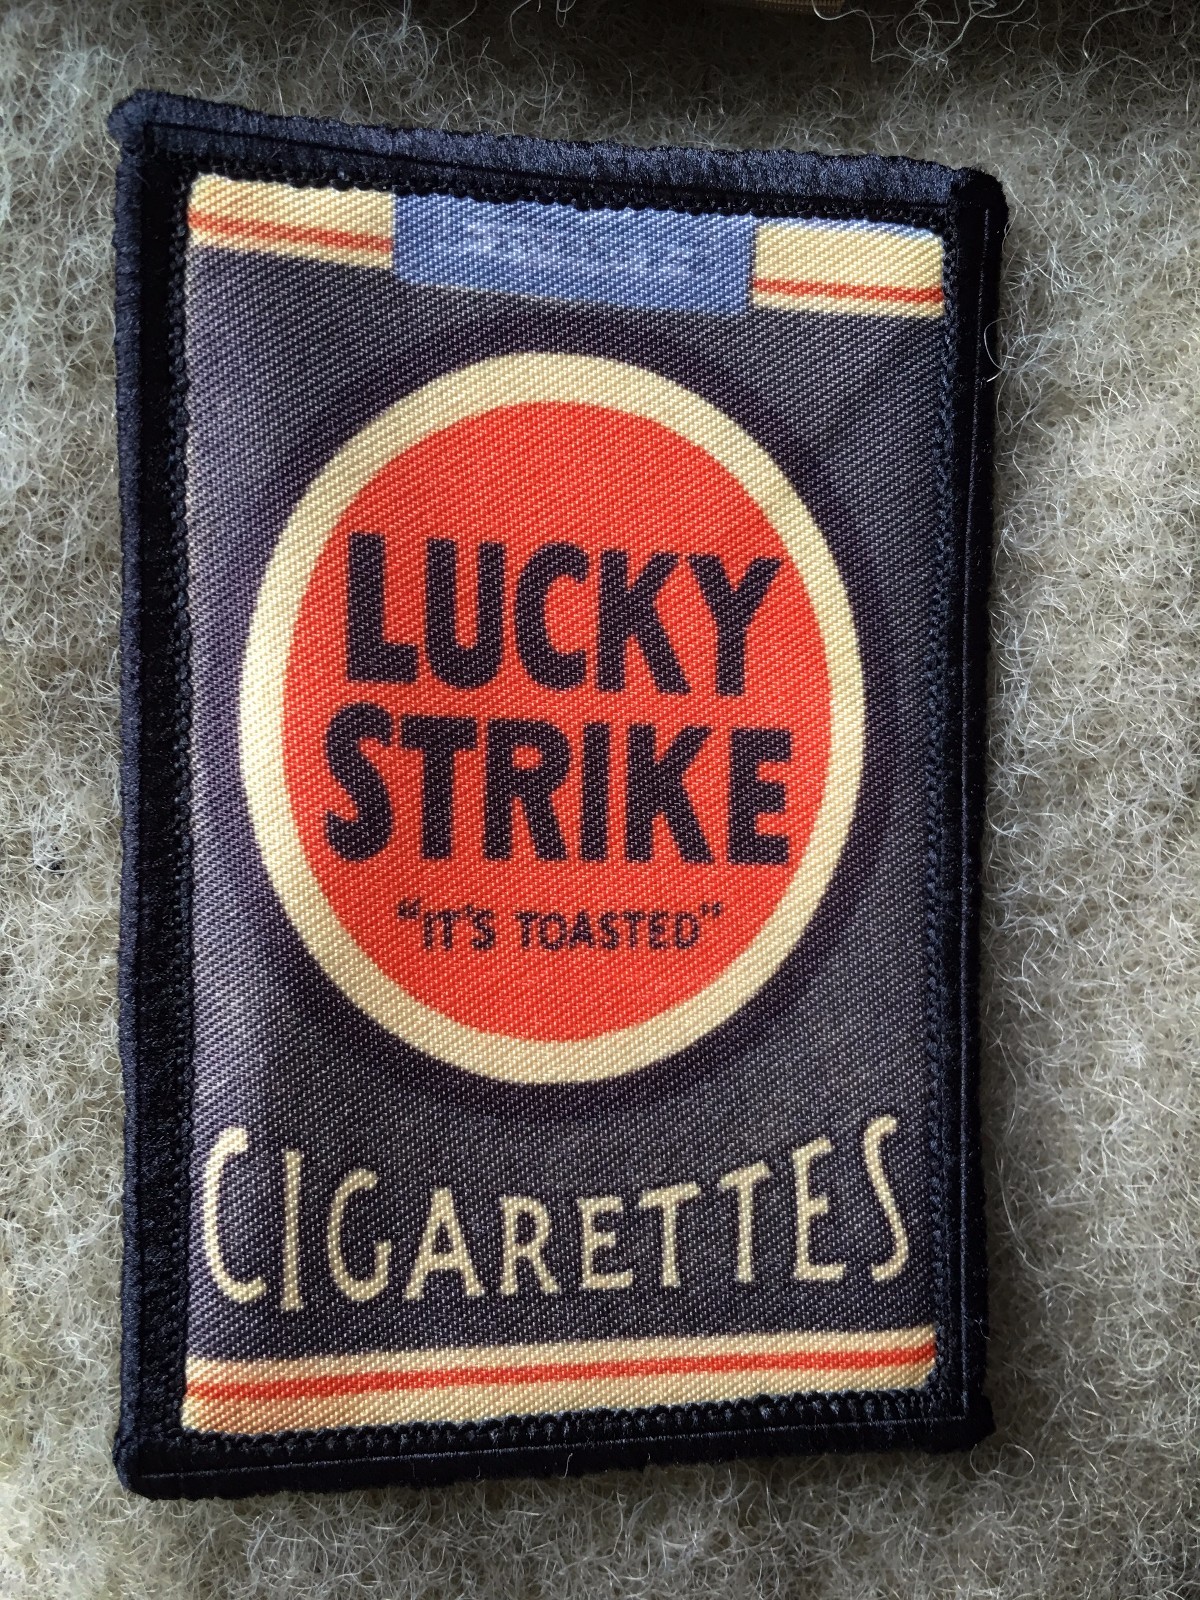 LUCKY
STRIKE
"IT'S TOASTED"
CIGARETTES